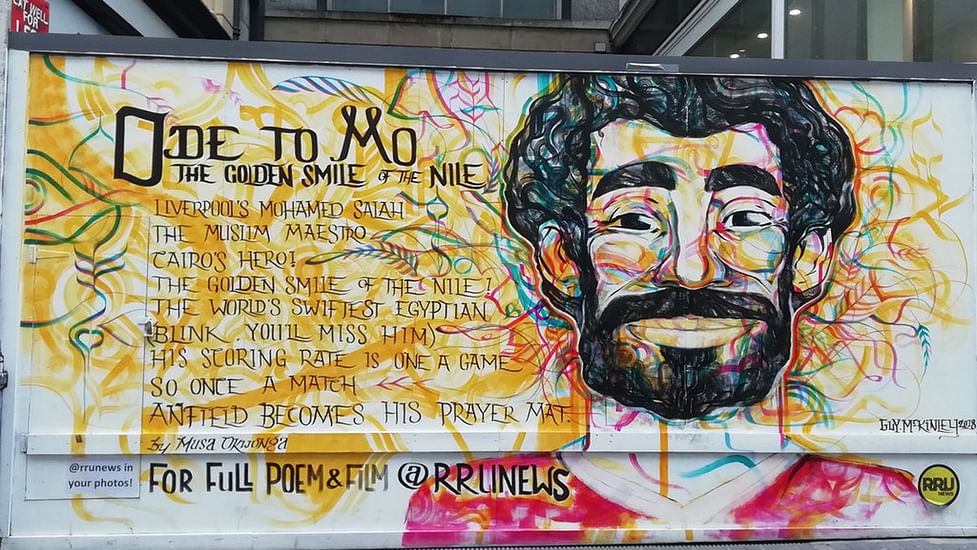 EAT WELL
FOR
ODE TO MO
THE GOLDEN SMILE OF THE NILE
LIVERPOOL'S MOHAMED SALAH
THE MUSLIM MAESTRO
CAIRO'S HERO!
THE GOLDEN SMILE OF THE NILE!
THE WORLD'S SWIFTEST EGYPTIAN
(BLINK. YOU'LL MISS HIM)
HIS SCORING RATE IS ONE A GAME
SO ONCE A MATCH
ANFIELD BECOMES HIS PRAYER MAT.
by MUSA OKWONGA
GUY MCKINLEY 2018
@rrunews in
your photos!
FOR FULL POEM & FILM @RRUNEWS
RRU
NEWS